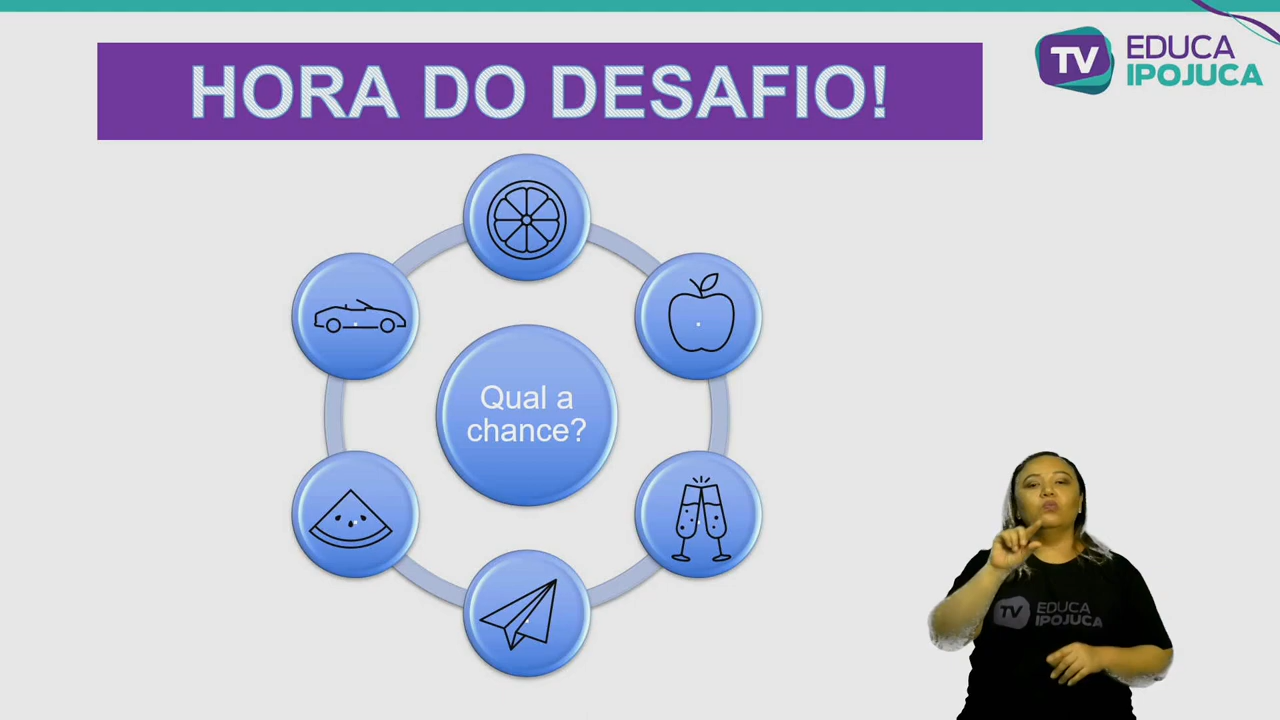 HORA DO DESAFIO!
TV EDUCA
IPOJUCA
Qual a
chance?
TV EDUCA
IPOJUCA